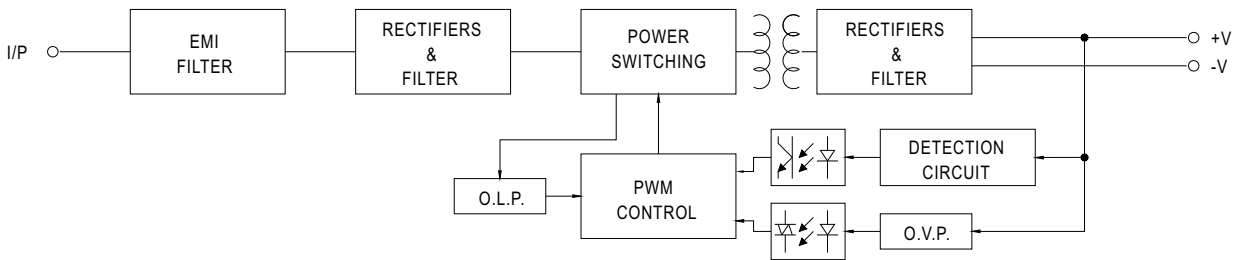 I/P
EMI
FILTER
RECTIFIERS
&
FILTER
POWER
SWITCHING
RECTIFIERS
&
FILTER
+V
-V
O.L.P.
PWM
CONTROL
DETECTION
CIRCUIT
O.V.P.